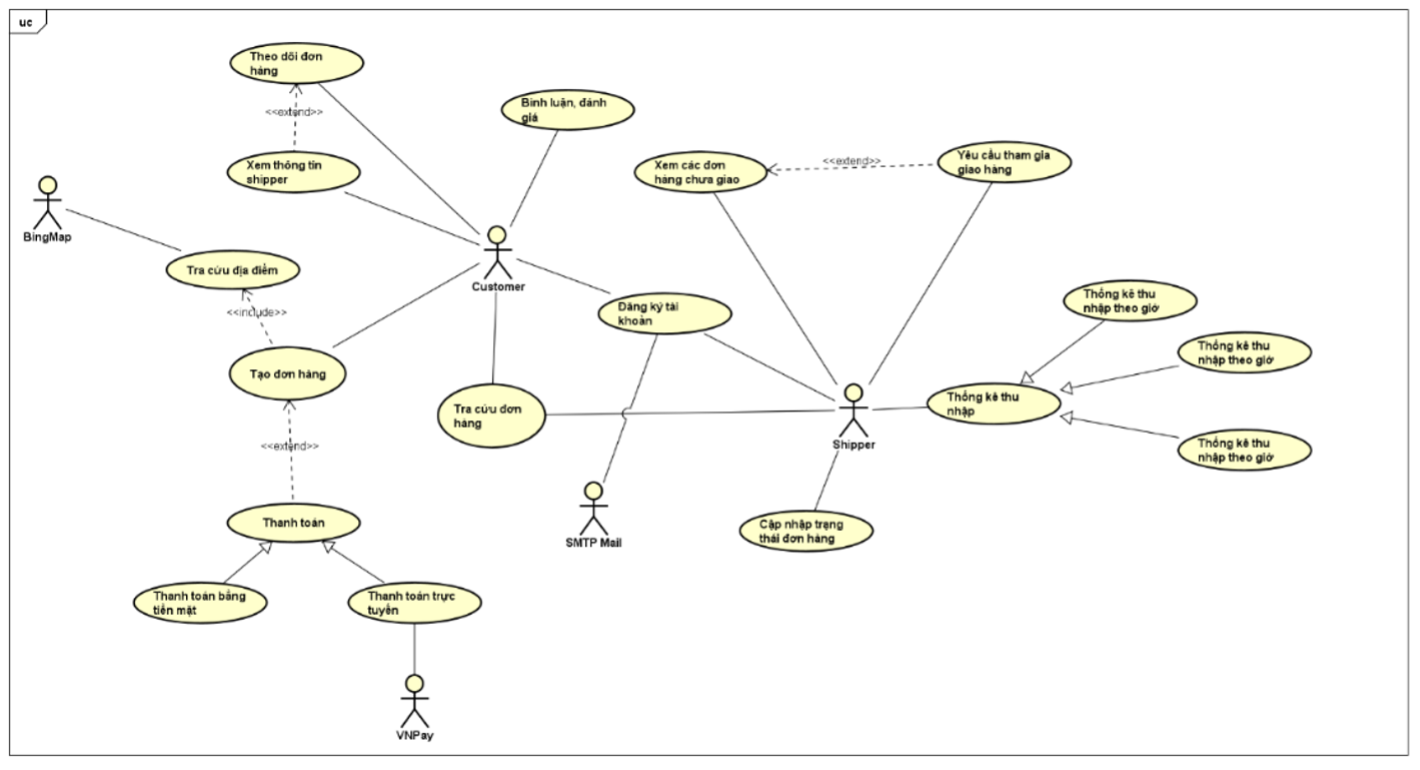 uc
Theo dõi đơn
hàng
<<extend>>
Bình luận, đánh
giá
Xem thông tin
shipper
Xem các đơn
hàng chưa giao
<<extend>>
Yêu cầu tham gia
giao hàng
BingMap
Tra cứu địa điểm
Customer
<<include>>
Đăng ký tài
khoản
Thống kê thu
nhập theo giờ
Thống kê thu
nhập theo giờ
Tạo đơn hàng
Tra cứu đơn
hàng
Thống kê thu
nhập
Shipper
Thống kê thu
nhập theo giờ
<<extend>>
Thanh toán
SMTP Mail
Cập nhập trạng
thái đơn hàng
Thanh toán bằng
tiền mặt
Thanh toán trực
tuyến
VNPay